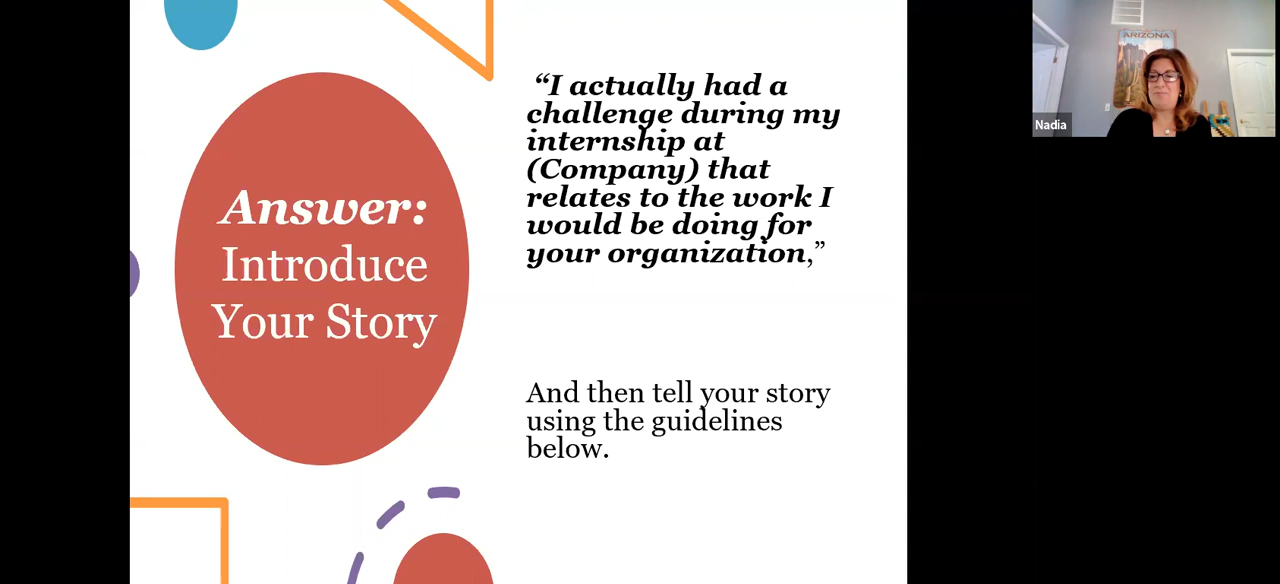 Answer:
Introduce
Your Story
“I actually had a
challenge during my
internship at
(Company) that
relates to the work I
would be doing for
your organization,”
And then tell your story
using the guidelines
below.
ARIZONA
Nadia